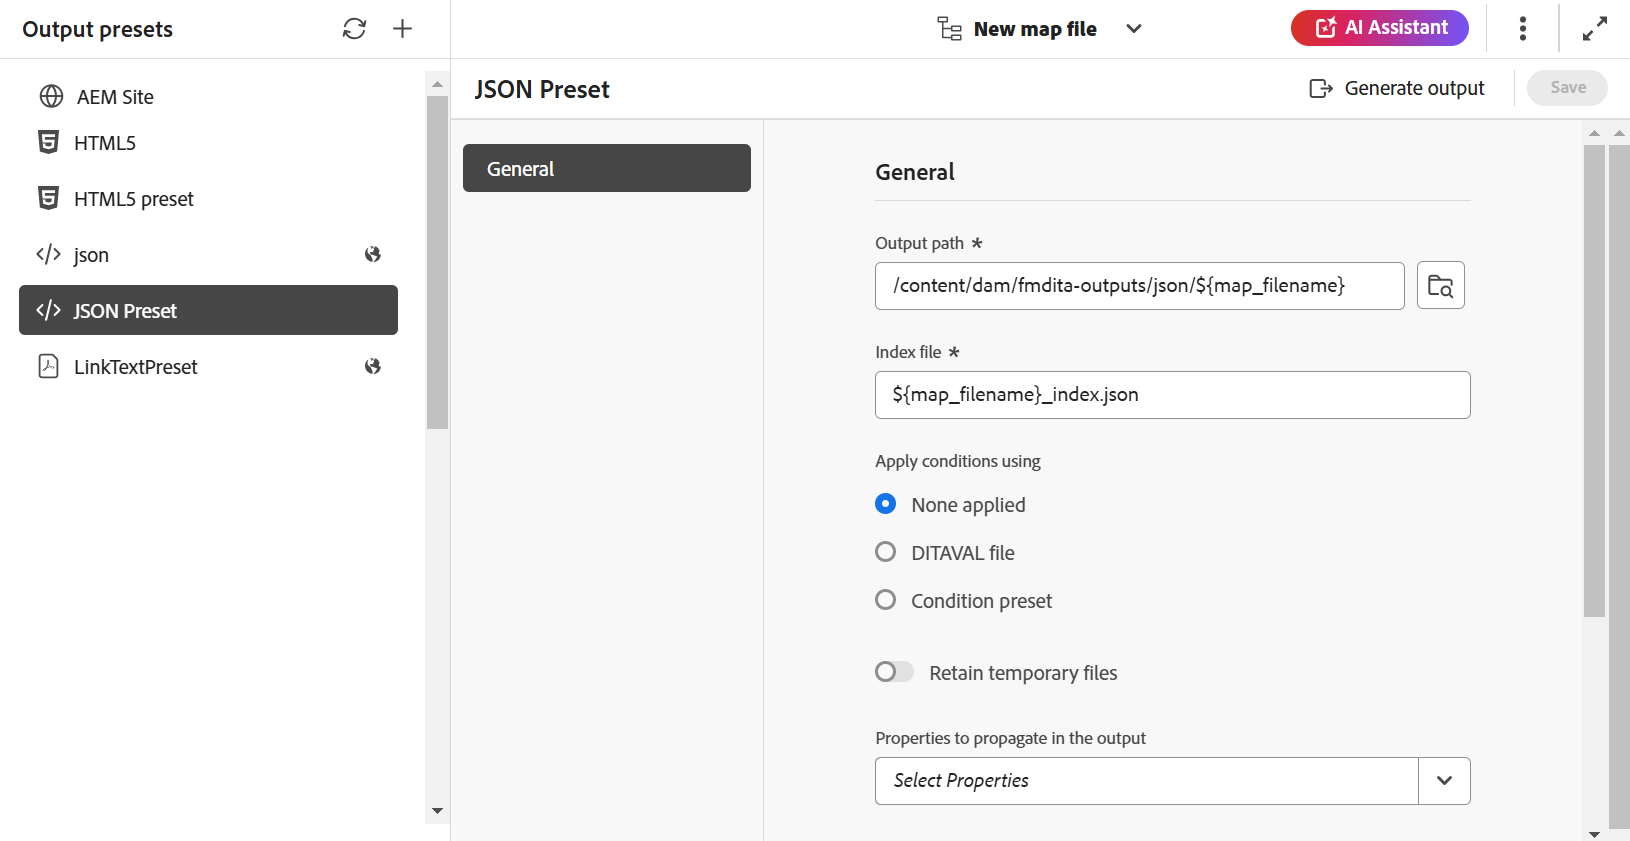 Output presets
New map file
AI Assistant
AEM Site
HTML5
HTML5 preset
json
JSON Preset
LinkTextPreset
JSON Preset
Generate output
Save
General
General
Output path *
/content/dam/fmdita-outputs/json/${map_filename}
Index file *
${map_filename}_index.json
Apply conditions using
None applied
DITAVAL file
Condition preset
Retain temporary files
Properties to propagate in the output
Select Properties